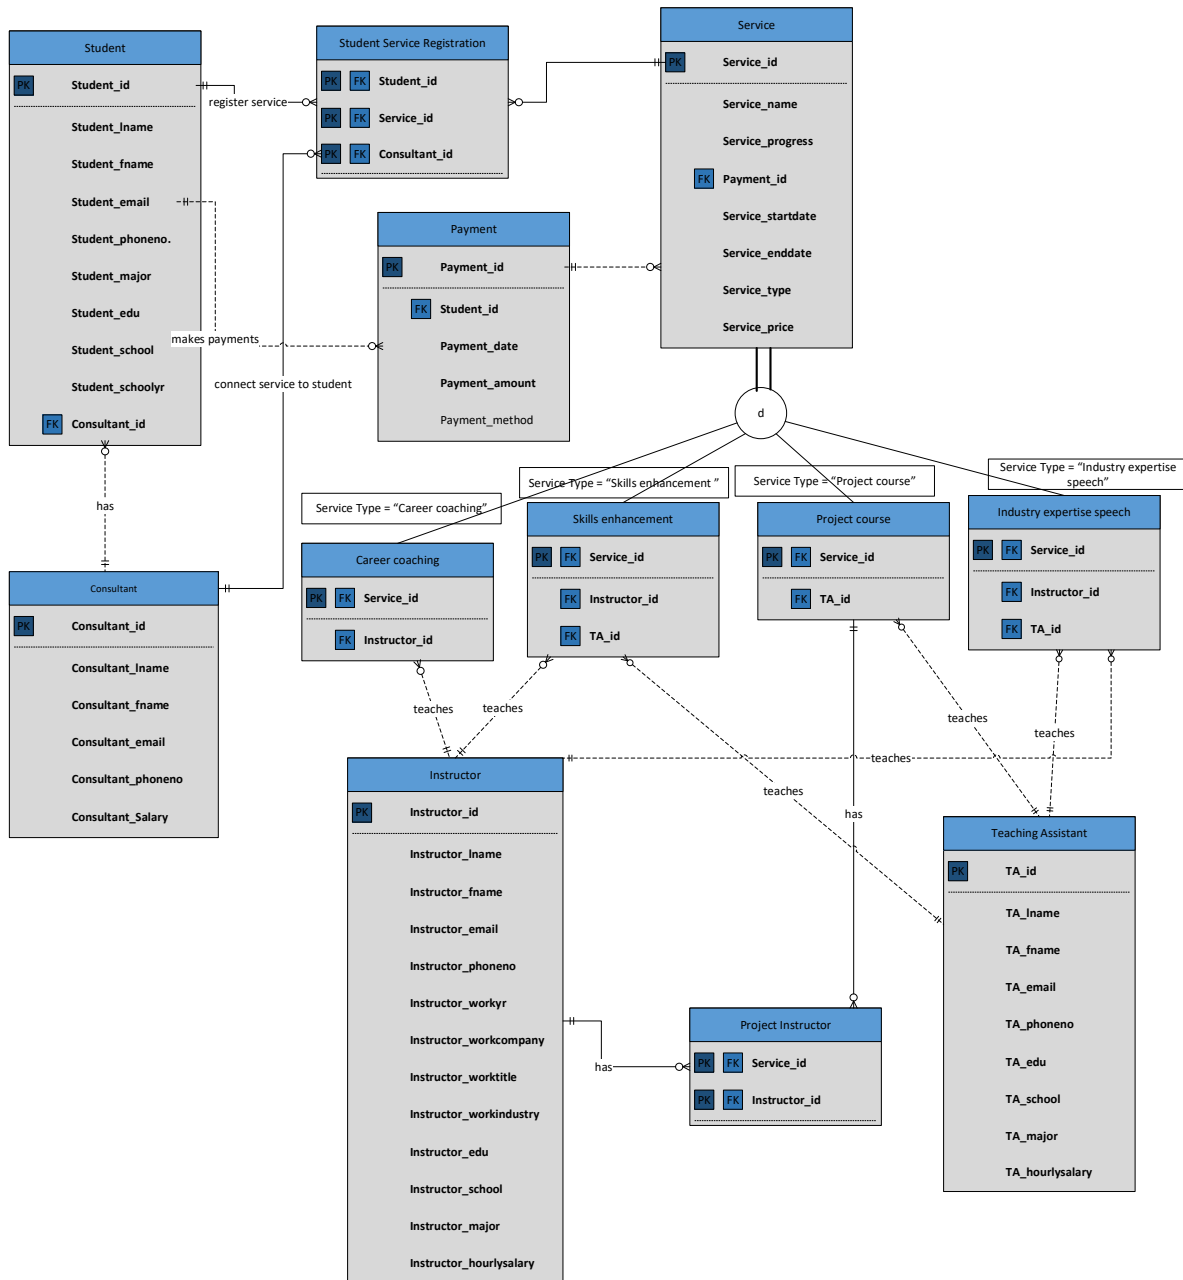 Student
PK Student_id
Student_lname
Student_fname
Student_email
Student_phoneno.
Student_major
Student_edu
Student_school
Student_schoolyr
FK Consultant_id
register service
Student Service Registration
PK FK Student_id
PK FK Service_id
PK FK Consultant_id
Service
PK Service_id
Service_name
Service_progress
FK Payment_id
Service_startdate
Service_enddate
Service_type
Service_price
Payment
PK Payment_id
FK Student_id
Payment_date
Payment_amount
Payment_method
makes payments
connect service to student
has
d
Service Type = “Career coaching”
Service Type = “Skills enhancement ”
Service Type = “Project course”
Service Type = “Industry expertise
speech”
Consultant
PK Consultant_id
Consultant_lname
Consultant_fname
Consultant_email
Consultant_phoneno
Consultant_Salary
Career coaching
PK FK Service_id
FK Instructor_id
Skills enhancement
PK FK Service_id
FK Instructor_id
FK TA_id
Project course
PK FK Service_id
FK TA_id
Industry expertise speech
PK FK Service_id
FK Instructor_id
FK TA_id
teaches
teaches
teaches
teaches
teaches
teaches
has
Instructor
PK Instructor_id
Instructor_lname
Instructor_fname
Instructor_email
Instructor_phoneno
Instructor_workyr
Instructor_workcompany
Instructor_worktitle
Instructor_workindustry
Instructor_edu
Instructor_school
Instructor_major
Instructor_hourlysalary
has
Project Instructor
PK FK Service_id
PK FK Instructor_id
Teaching Assistant
PK TA_id
TA_lname
TA_fname
TA_email
TA_phoneno
TA_edu
TA_school
TA_major
TA_hourlysalary